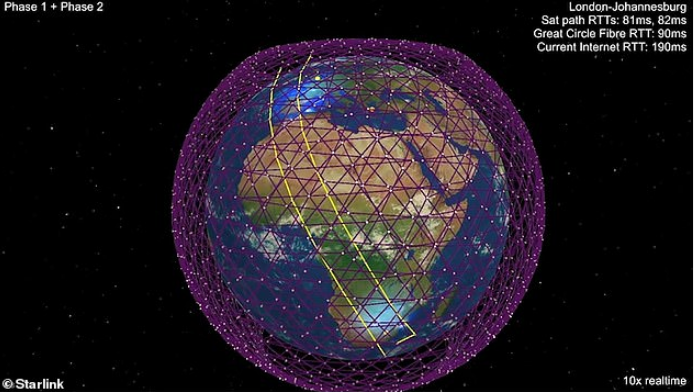 Phase 1 + Phase 2
London-Johannesburg
Sat path RTTs: 81ms, 82ms
Great Circle Fibre RTT: 90ms
Current Internet RTT: 190ms
© Starlink
10x realtime